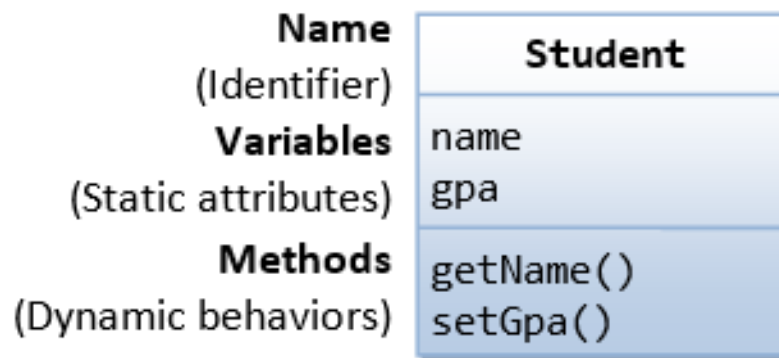 Name
(Identifier)
Variables
(Static attributes)
Methods
(Dynamic behaviors)
Student
name
gpa
getName()
setGpa()